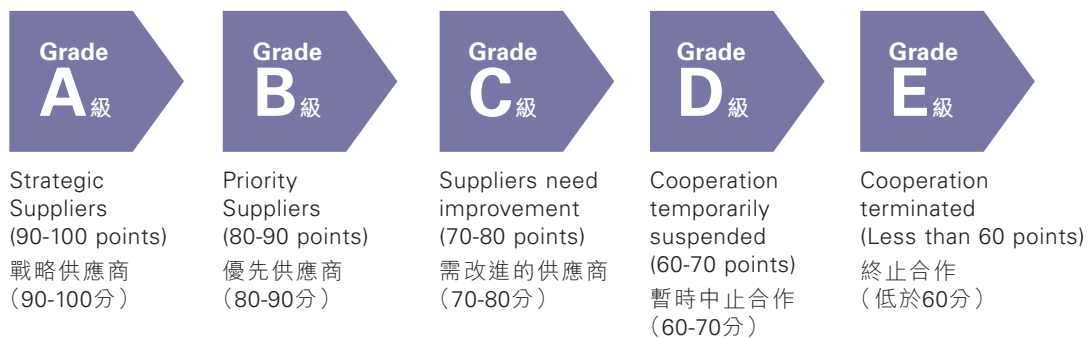 Grade
A級
Strategic
Suppliers
(90-100 points)
戰略供應商
（90-100分）
Grade
B級
Priority
Suppliers
(80-90 points)
優先供應商
（80-90分）
Grade
C級
Suppliers need
improvement
(70-80 points)
需改進的供應商
（70-80分）
Grade
D級
Cooperation
temporarily
suspended
(60-70 points)
暫時中止合作
（60-70分）
Grade
E級
Cooperation
terminated
(Less than 60 points)
終止合作
（低於60分）